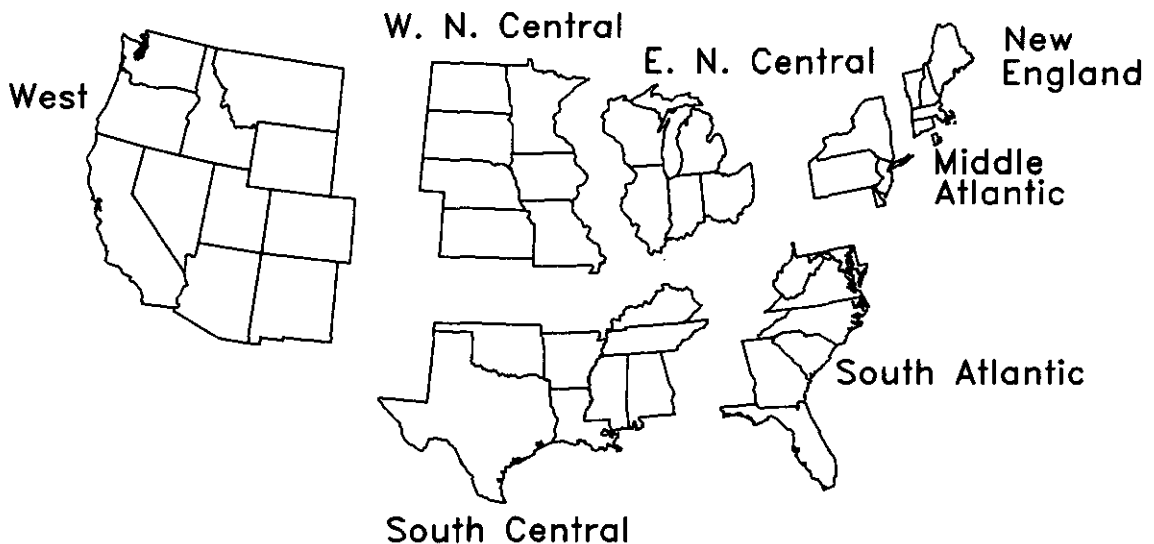 W. N. Central
E. N. Central
New
England
West
Middle
Atlantic
South Atlantic
South Central